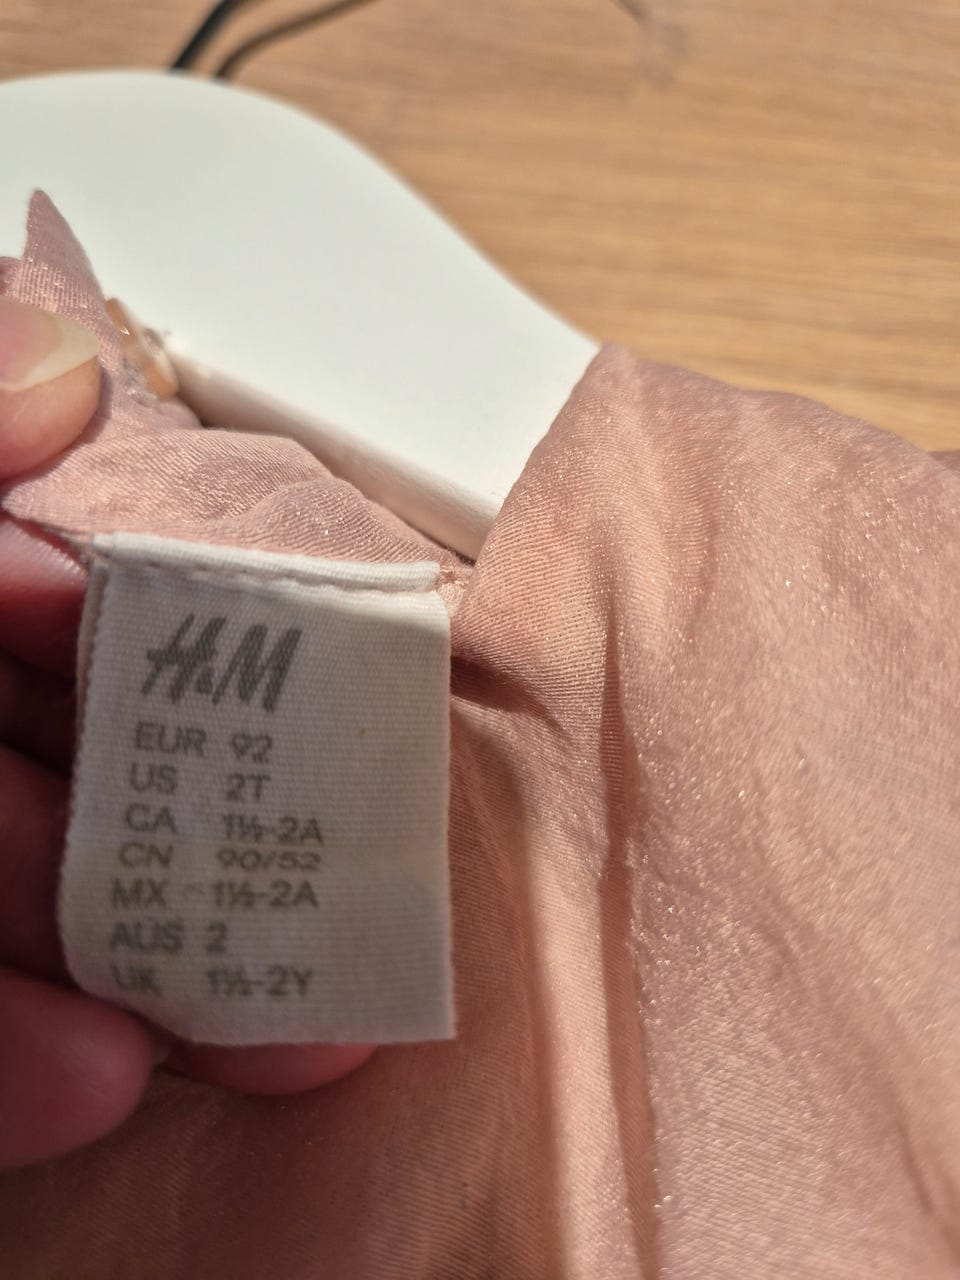 H&M
EUR 92
US 2T
CA 1½-2A
CN 90/52
MX 1½-2A
AUS 2
UK 1½-2Y